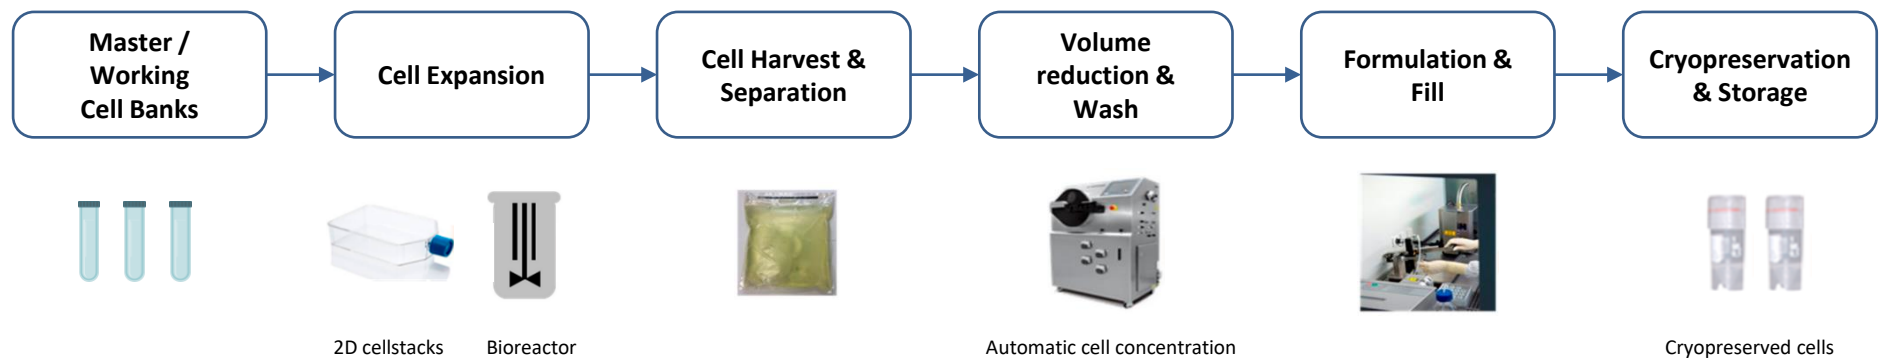 Master /
Working
Cell Banks
Cell Expansion
Cell Harvest &
Separation
Volume
reduction &
Wash
Formulation &
Fill
Cryopreservation
& Storage
2D cellstacks
Bioreactor
Automatic cell concentration
Cryopreserved cells